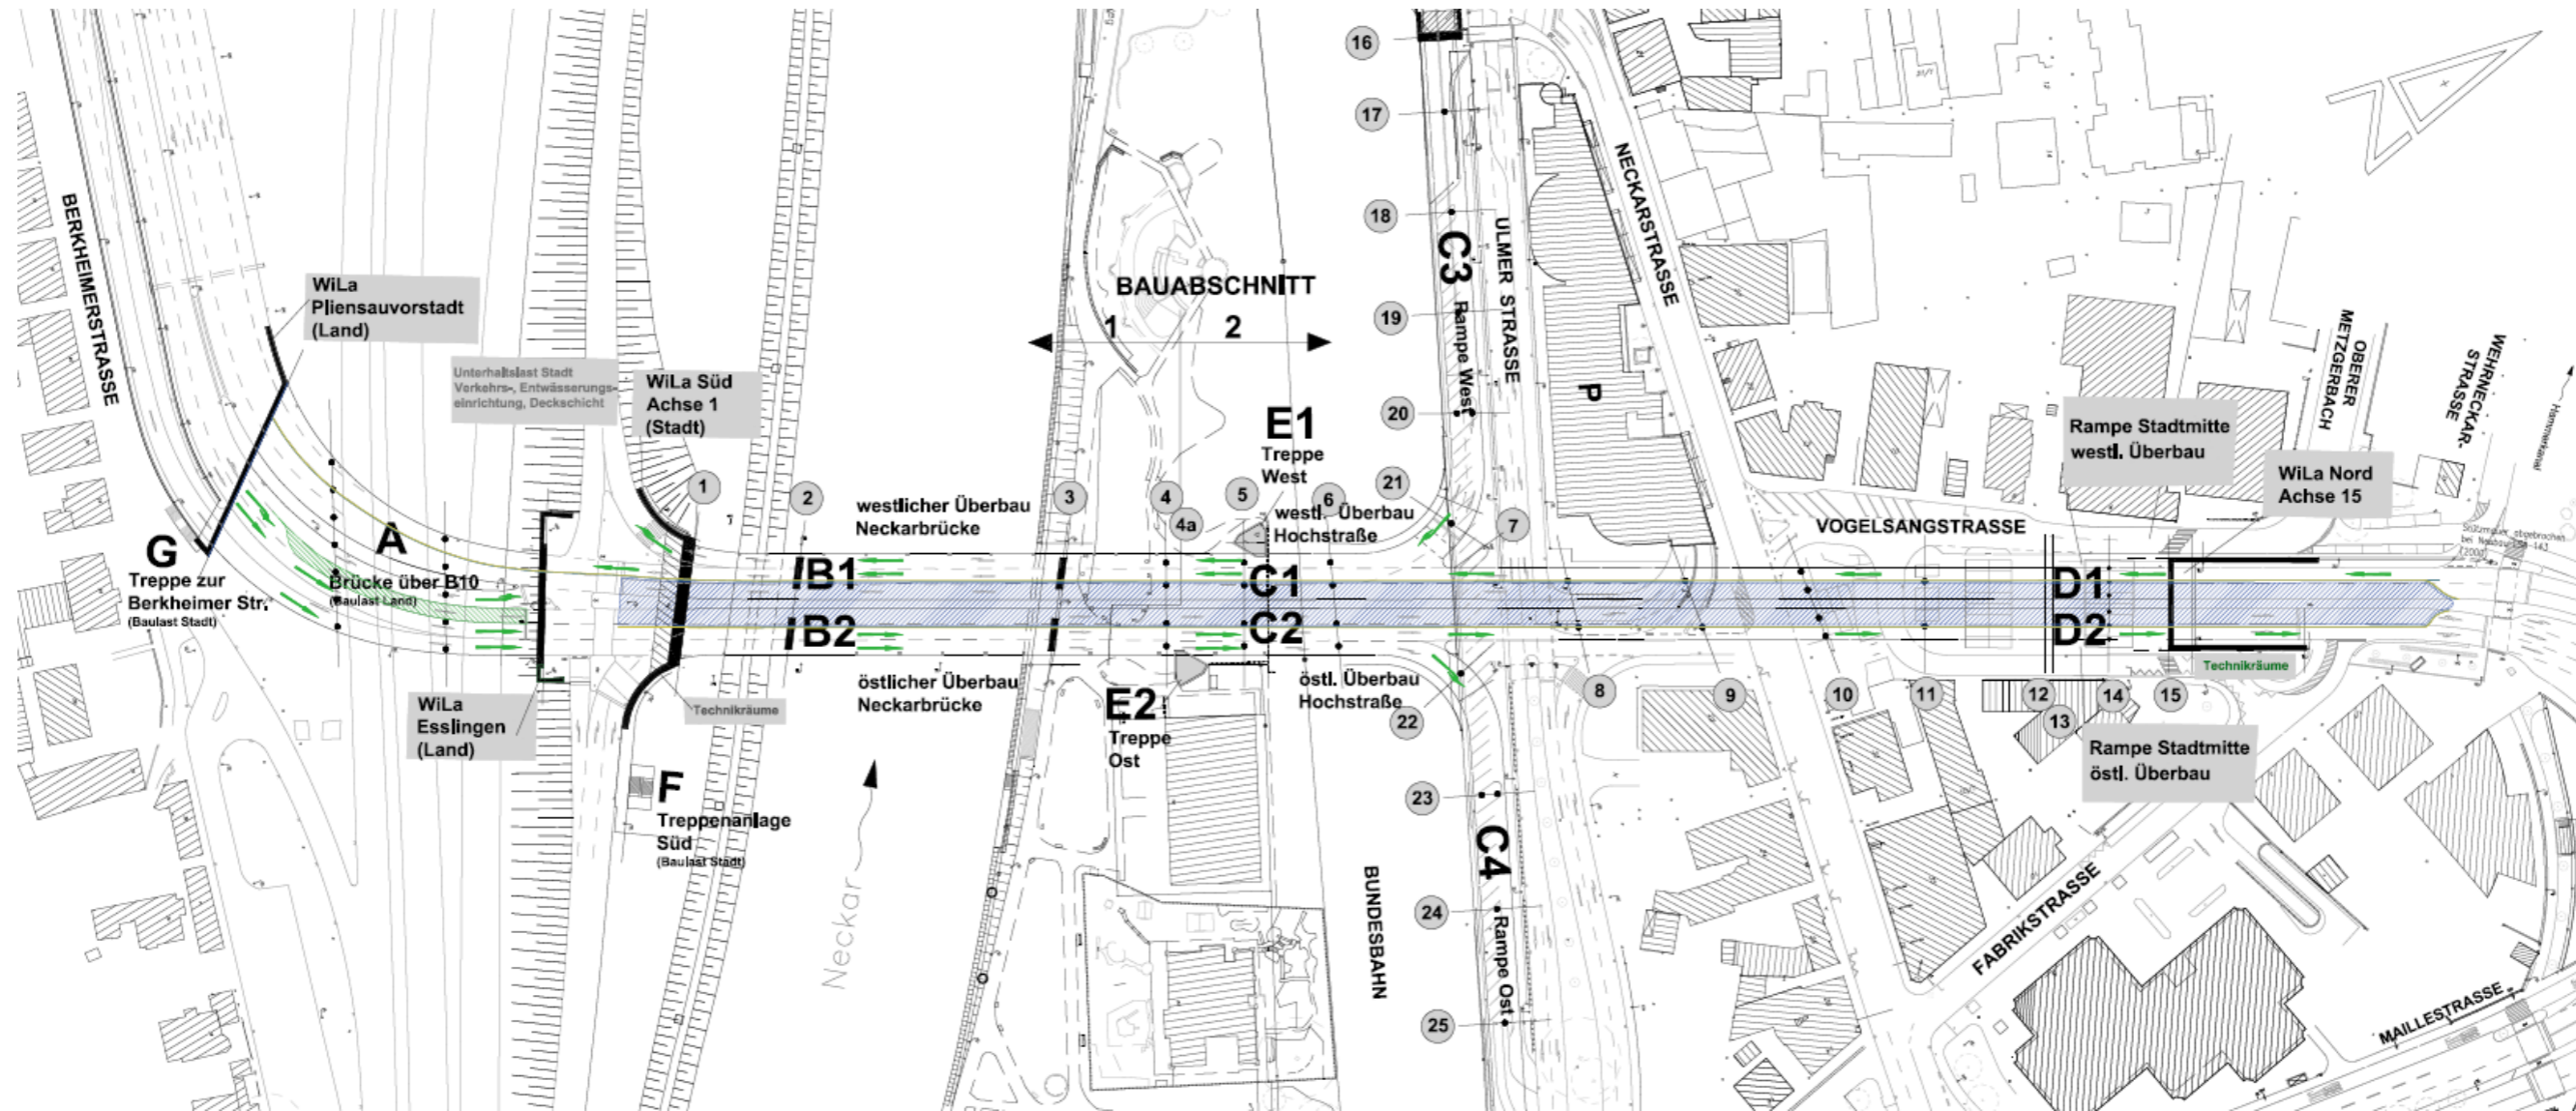 BERKHEIMERSTRASSE
WiLa
Pliensauvorstadt
(Land)
Unterhaltslast Stadt
Verkehrs-, Entwässerungs-
einrichtung, Deckschicht
WiLa Süd
Achse 1
(Stadt)
G
Treppe zur
Berkheimer Str.
(Baulast Stadt)
A
Brücke über B10
(Baulast Land)
WiLa
Esslingen
(Land)
Technikräume
F
Treppenanlage
Süd
(Baulast Stadt)
1
2
westlicher Überbau
Neckarbrücke
B1
B2
östlicher Überbau
Neckarbrücke
Neckar
BAUABSCHNITT
1
2
3
4
4a
5
6
E1
Treppe
West
westl. Überbau
Hochstraße
C1
C2
E2
Treppe
Ost
östl. Überbau
Hochstraße
BUNDESBAHN
16
17
18
19
20
21
7
C3
Rampe West
ULMER STRASSE
P
NECKARSTRASSE
22
23
24
25
C4
Rampe Ost
8
9
10
11
12
13
14
15
VOGELSANGSTRASSE
Rampe Stadtmitte
westl. Überbau
WiLa Nord
Achse 15
D1
D2
Technikräume
Rampe Stadtmitte
östl. Überbau
OBERER
METZGERBACH
WEHRNECKAR-
STRASSE
FABRIKSTRASSE
MAILLESTRASSE